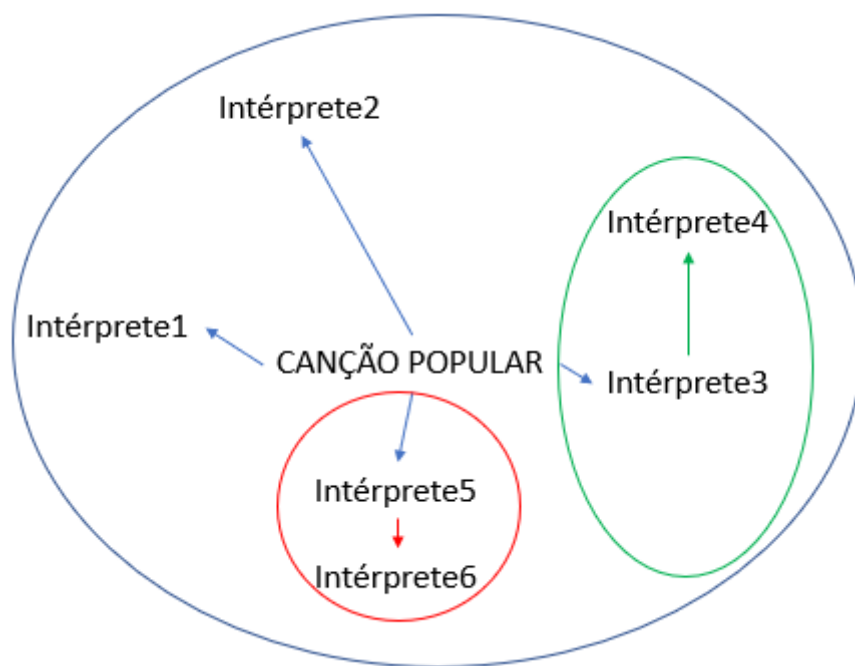 Intérprete2
Intérprete4
Intérprete1
CANÇÃO POPULAR
Intérprete3
Intérprete5
Intérprete6